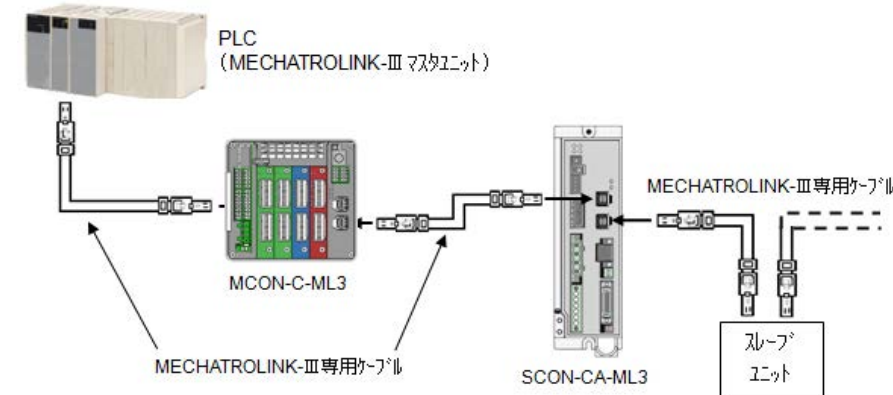 PLC
（MECHATROLINK-Ⅲ ﾏｽﾀﾕﾆｯﾄ）
MECHATROLINK-Ⅲ専用ｹｰﾌﾞﾙ
MCON-C-ML3
MECHATROLINK-Ⅲ専用ｹｰﾌﾞﾙ
SCON-CA-ML3
ｽﾚｰﾌﾞ
ﾕﾆｯﾄ